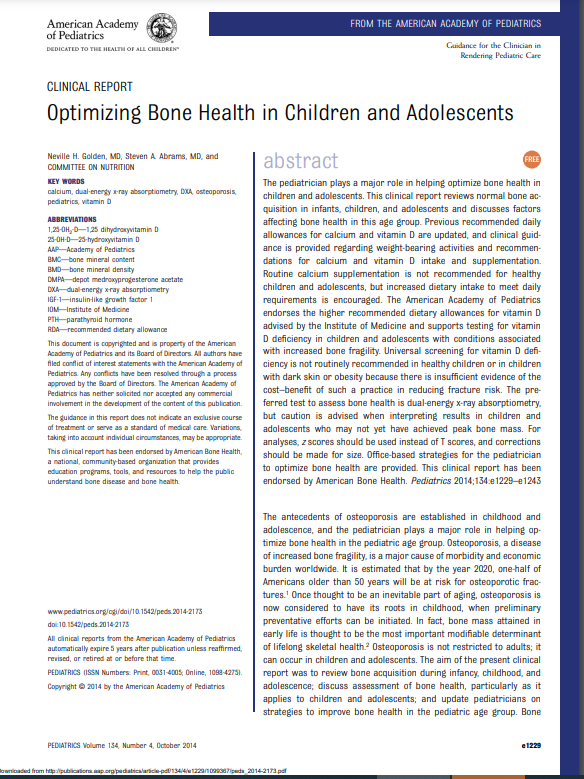 American Academy
of Pediatrics
DEDICATED TO THE HEALTH OF ALL CHILDREN®
FROM THE AMERICAN ACADEMY OF PEDIATRICS
Guidance for the Clinician in
Rendering Pediatric Care
CLINICAL REPORT
Optimizing Bone Health in Children and Adolescents
Neville H. Golden, MD, Steven A. Abrams, MD, and
COMMITTEE ON NUTRITION
KEY WORDS
calcium, dual-energy x-ray absorptiometry, DXA, osteoporosis,
pediatrics, vitamin D
ABBREVIATIONS
1,25-OH₂-D—1,25 dihydroxyvitamin D
25-OH-D—25-hydroxyvitamin D
AAP—Academy of Pediatrics
BMC—bone mineral content
BMD—bone mineral density
DMPA—depot medroxyprogesterone acetate
DXA—dual-energy x-ray absorptiometry
IGF-1—insulin-like growth factor 1
IOM—Institute of Medicine
PTH—parathyroid hormone
RDA—recommended dietary allowance
This document is copyrighted and is property of the American
Academy of Pediatrics and its Board of Directors. All authors have
filed conflict of interest statements with the American Academy of
Pediatrics. Any conflicts have been resolved through a process
approved by the Board of Directors. The American Academy of
Pediatrics has neither solicited nor accepted any commercial
involvement in the development of the content of this publication.
The guidance in this report does not indicate an exclusive course
of treatment or serve as a standard of medical care. Variations,
taking into account individual circumstances, may be appropriate.
This clinical report has been endorsed by American Bone Health,
a national, community-based organization that provides
education programs, tools, and resources to help the public
understand bone disease and bone health.
www.pediatrics.org/cgi/doi/10.1542/peds.2014-2173
doi:10.1542/peds.2014-2173
All clinical reports from the American Academy of Pediatrics
automatically expire 5 years after publication unless reaffirmed,
revised, or retired at or before that time.
PEDIATRICS (ISSN Numbers: Print, 0031-4005; Online, 1098-4275).
Copyright © 2014 by the American Academy of Pediatrics
abstract
FREE
The pediatrician plays a major role in helping optimize bone health in
children and adolescents. This clinical report reviews normal bone ac-
quisition in infants, children, and adolescents and discusses factors
affecting bone health in this age group. Previous recommended daily
allowances for calcium and vitamin D are updated, and clinical guid-
ance is provided regarding weight-bearing activities and recommen-
dations for calcium and vitamin D intake and supplementation.
Routine calcium supplementation is not recommended for healthy
children and adolescents, but increased dietary intake to meet daily
requirements is encouraged. The American Academy of Pediatrics
endorses the higher recommended dietary allowances for vitamin D
advised by the Institute of Medicine and supports testing for vitamin
D deficiency in children and adolescents with conditions associated
with increased bone fragility. Universal screening for vitamin D defi-
ciency is not routinely recommended in healthy children or in children
with dark skin or obesity because there is insufficient evidence of the
cost–benefit of such a practice in reducing fracture risk. The pre-
ferred test to assess bone health is dual-energy x-ray absorptiometry,
but caution is advised when interpreting results in children and
adolescents who may not yet have achieved peak bone mass. For
analyses, z scores should be used instead of T scores, and corrections
should be made for size. Office-based strategies for the pediatrician
to optimize bone health are provided. This clinical report has been
endorsed by American Bone Health. Pediatrics 2014;134:e1229–e1243
The antecedents of osteoporosis are established in childhood and
adolescence, and the pediatrician plays a major role in helping op-
timize bone health in the pediatric age group. Osteoporosis, a disease
of increased bone fragility, is a major cause of morbidity and economic
burden worldwide. It is estimated that by the year 2020, one-half of
Americans older than 50 years will be at risk for osteoporotic frac-
tures.¹ Once thought to be an inevitable part of aging, osteoporosis is
now considered to have its roots in childhood, when preliminary
preventative efforts can be initiated. In fact, bone mass attained in
early life is thought to be the most important modifiable determinant
of lifelong skeletal health.² Osteoporosis is not restricted to adults; it
can occur in children and adolescents. The aim of the present clinical
report was to review bone acquisition during infancy, childhood, and
adolescence; discuss assessment of bone health, particularly as it
applies to children and adolescents; and update pediatricians on
strategies to improve bone health in the pediatric age group. Bone
PEDIATRICS Volume 134, Number 4, October 2014
e1229
ownloaded from http://publications.aap.org/pediatrics/article-pdf/134/4/e1229/1099367/peds_2014-2173.pdf